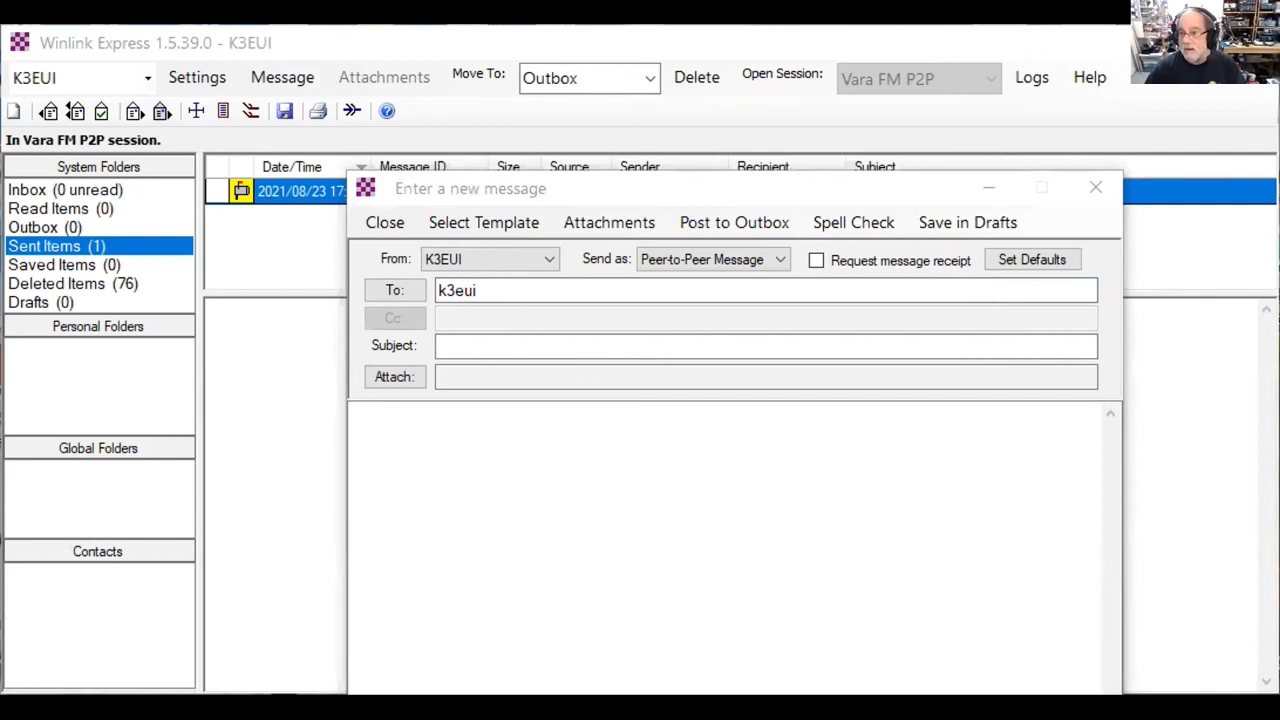 Winlink Express 1.5.39.0 - K3EUI
K3EUI Settings Message Attachments Move To: Outbox Delete Open Session: Vara FM P2P Logs Help
In Vara FM P2P session.
System Folders
Inbox (0 unread)
Read Items (0)
Outbox (0)
Sent Items (1)
Saved Items (0)
Deleted Items (76)
Drafts (0)
Personal Folders
Global Folders
Contacts
Date/Time Message ID Size Source Sender Recipient Subject
2021/08/23 17:
Enter a new message
Close Select Template Attachments Post to Outbox Spell Check Save in Drafts
From: K3EUI Send as: Peer-to-Peer Message Request message receipt Set Defaults
To: k3eui
Cc:
Subject:
Attach: